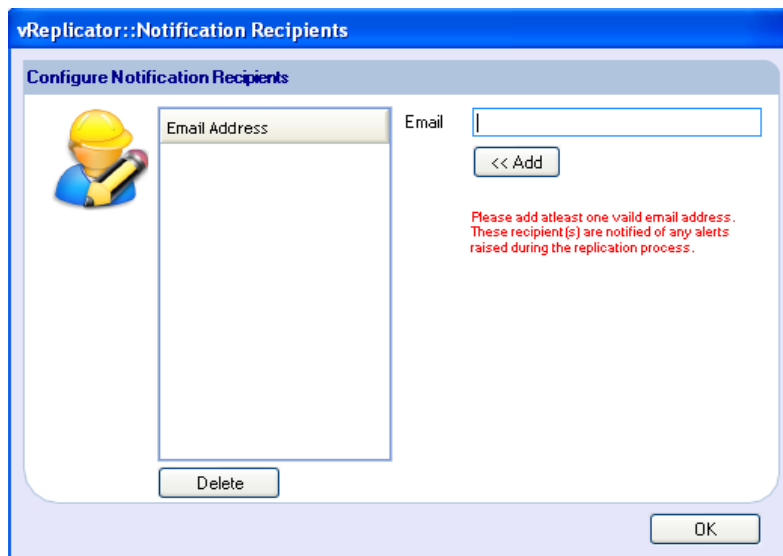 vReplicator::Notification Recipients
Configure Notification Recipients
Email Address
Email
<< Add
Please add atleast one vaild email address.
These recipient(s) are notified of any alerts
raised during the replication process.
Delete
OK